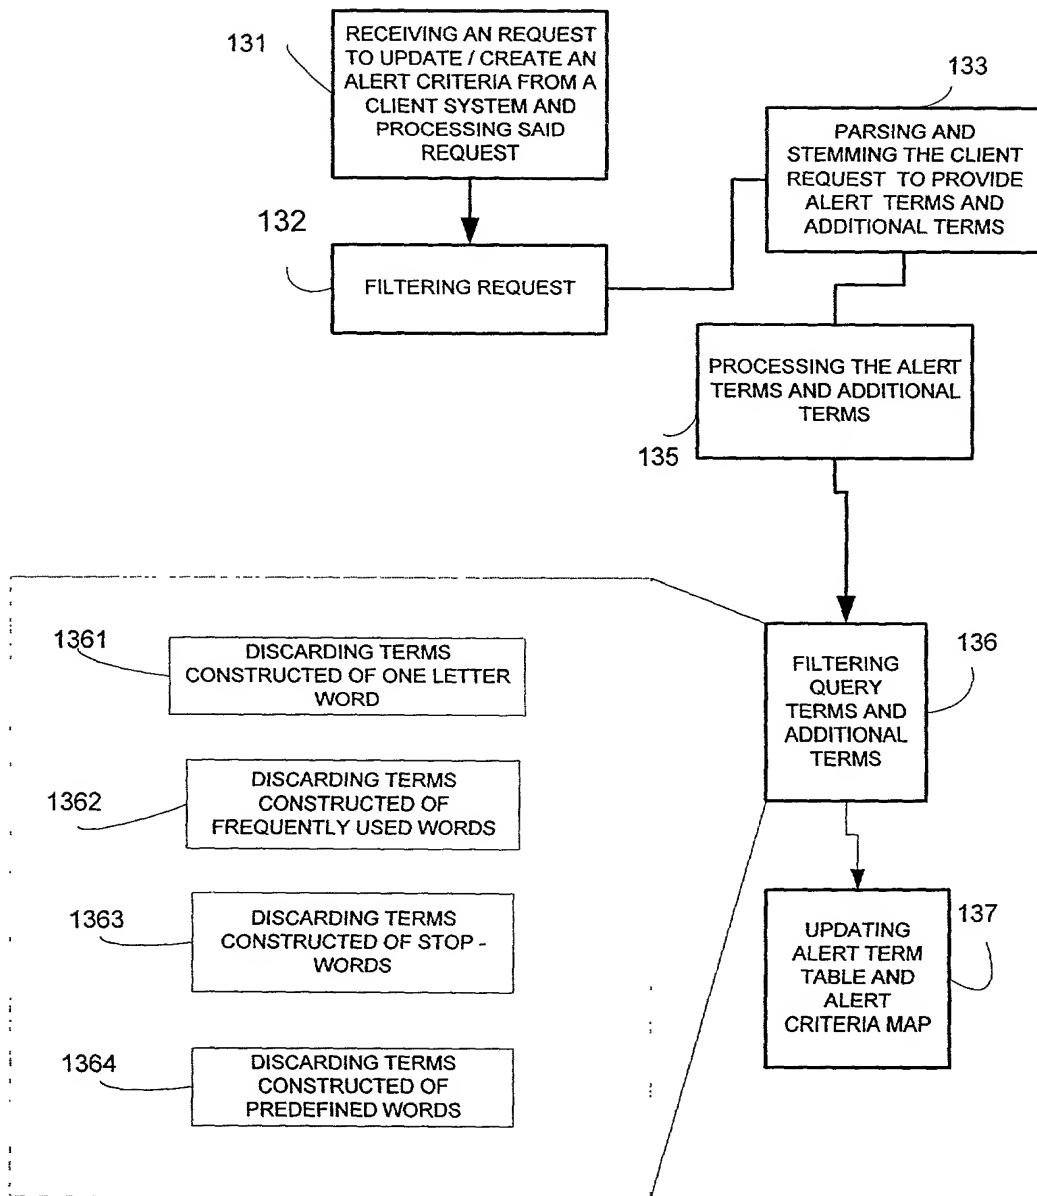 131
RECEIVING AN REQUEST
TO UPDATE / CREATE AN
ALERT CRITERIA FROM A
CLIENT SYSTEM AND
PROCESSING SAID
REQUEST
132
FILTERING REQUEST
133
PARSING AND
STEMMING THE CLIENT
REQUEST TO PROVIDE
ALERT TERMS AND
ADDITIONAL TERMS
PROCESSING THE ALERT
TERMS AND ADDITIONAL
TERMS
135
136
FILTERING
QUERY
TERMS AND
ADDITIONAL
TERMS
1361
DISCARDING TERMS
CONSTRUCTED OF ONE LETTER
WORD
1362
DISCARDING TERMS
CONSTRUCTED OF
FREQUENTLY USED WORDS
1363
DISCARDING TERMS
CONSTRUCTED OF STOP -
WORDS
1364
DISCARDING TERMS
CONSTRUCTED OF
PREDEFINED WORDS
137
UPDATING
ALERT TERM
TABLE AND
ALERT
CRITERIA MAP